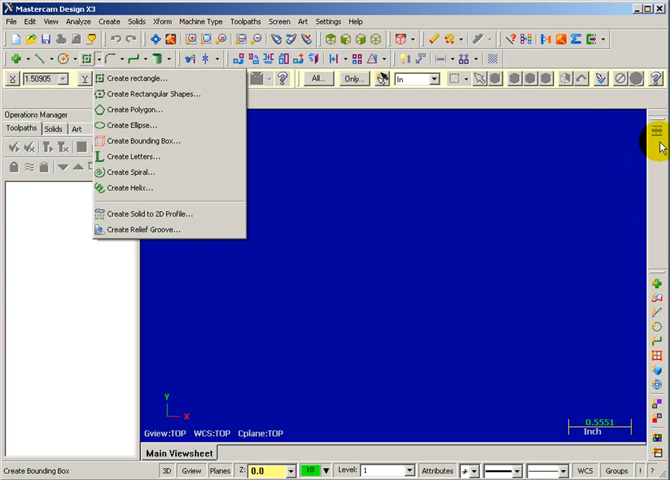 Mastercam Design X3
File Edit View Analyze Create Solids Xform Machine Type Toolpaths Screen Art Settings Help
X 1.50905 Y All... Only... In
Create rectangle...
Create Rectangular Shapes...
Create Polygon...
Create Ellipse...
Create Bounding Box...
Create Letters...
Create Spiral...
Create Helix...
Create Solid to 2D Profile...
Create Relief Groove...
Operations Manager
Toolpaths Solids Art
Y
X
0.5551
Inch
Gview:TOP WCS:TOP Cplane:TOP
Main Viewsheet
Create Bounding Box 3D Gview Planes Z: 0.0 10 Level: 1 Attributes WCS Groups ! ?